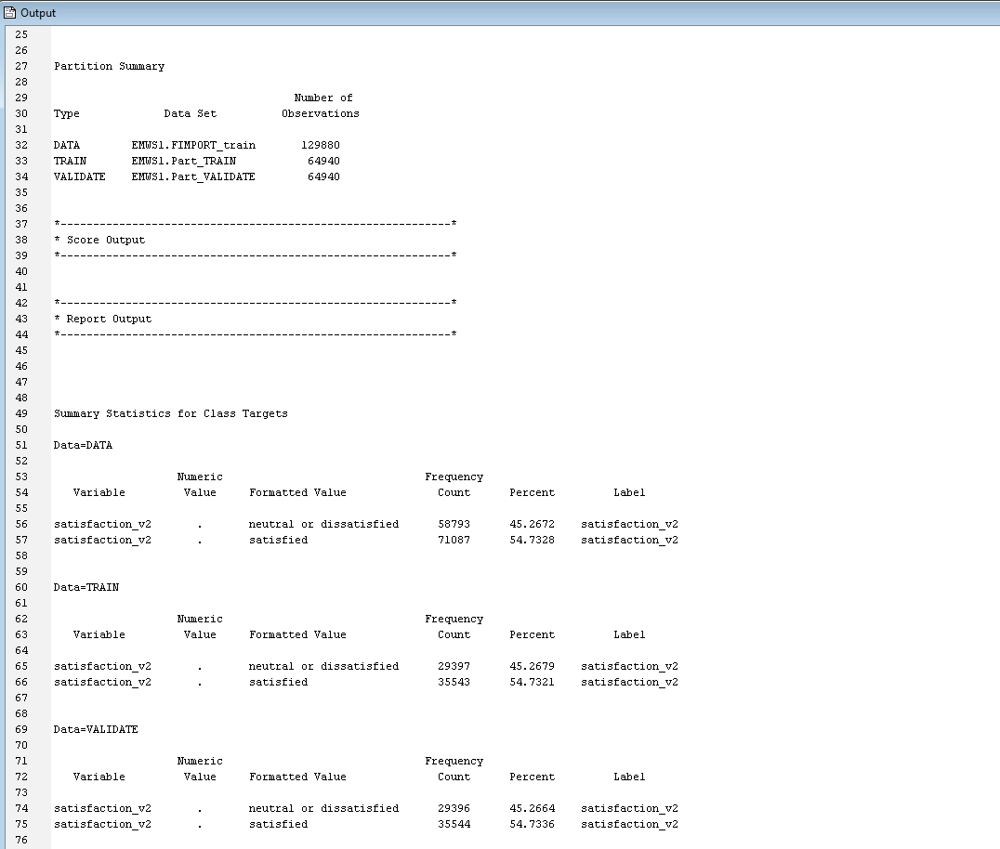 Output
25
26
27 Partition Summary
28
29 Number of
30 Type Data Set Observations
31
32 DATA EMWS1.FIMPORT_train 129880
33 TRAIN EMWS1.Part_TRAIN 64940
34 VALIDATE EMWS1.Part_VALIDATE 64940
35
36
37 *------------------------------------------------------------*
38 * Score Output
39 *------------------------------------------------------------*
40
41
42 *------------------------------------------------------------*
43 * Report Output
44 *------------------------------------------------------------*
45
46
47
48
49 Summary Statistics for Class Targets
50
51 Data=DATA
52
53 Numeric Frequency
54 Variable Value Formatted Value Count Percent Label
55
56 satisfaction_v2 . neutral or dissatisfied 58793 45.2672 satisfaction_v2
57 satisfaction_v2 . satisfied 71087 54.7328 satisfaction_v2
58
59
60 Data=TRAIN
61
62 Numeric Frequency
63 Variable Value Formatted Value Count Percent Label
64
65 satisfaction_v2 . neutral or dissatisfied 29397 45.2679 satisfaction_v2
66 satisfaction_v2 . satisfied 35543 54.7321 satisfaction_v2
67
68
69 Data=VALIDATE
70
71 Numeric Frequency
72 Variable Value Formatted Value Count Percent Label
73
74 satisfaction_v2 . neutral or dissatisfied 29396 45.2664 satisfaction_v2
75 satisfaction_v2 . satisfied 35544 54.7336 satisfaction_v2
76